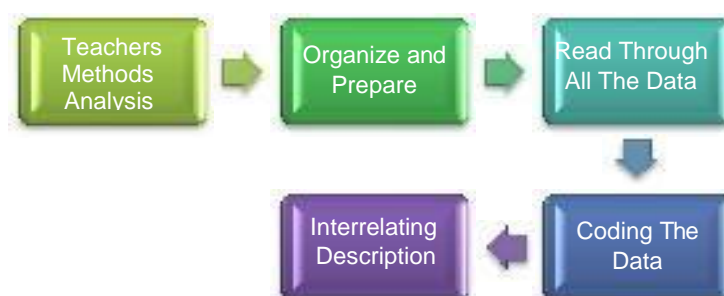 Teachers
Methods
Analysis
Organize and
Prepare
Read Through
All The Data
Coding The
Data
Interrelating
Description